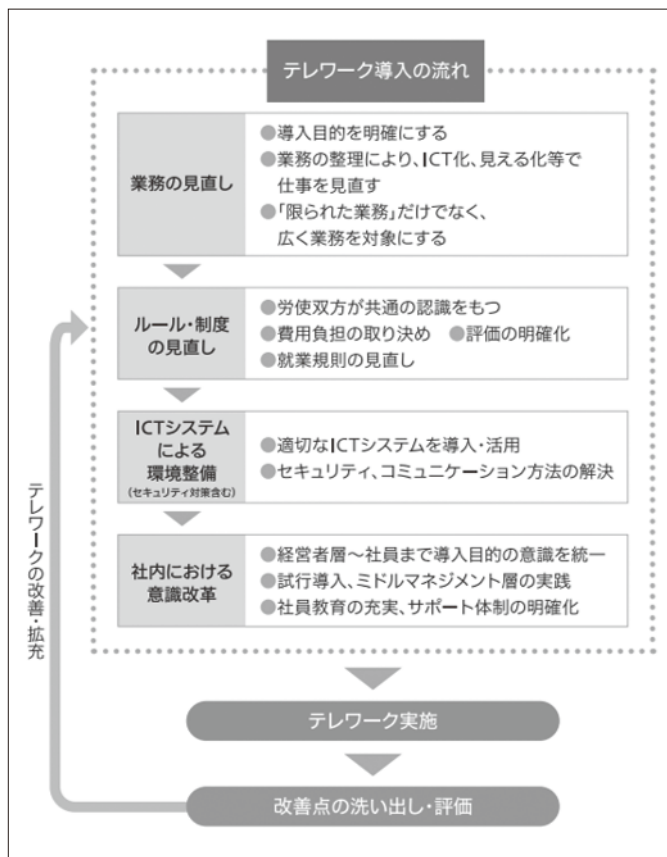 テレワーク導入の流れ
業務の見直し
●導入目的を明確にする
●業務の整理により、ICT化、見える化等で
仕事を見直す
●「限られた業務」だけでなく、
広く業務を対象にする
ルール・制度
の見直し
●労使双方が共通の認識をもつ
●費用負担の取り決め ●評価の明確化
●就業規則の見直し
ICTシステム
による
環境整備
(セキュリティ対策含む)
●適切なICTシステムを導入・活用
●セキュリティ、コミュニケーション方法の解決
社内における
意識改革
●経営者層〜社員まで導入目的の意識を統一
●試行導入、ミドルマネジメント層の実践
●社員教育の充実、サポート体制の明確化
テレワーク実施
改善点の洗い出し・評価
テレワークの改善・拡充